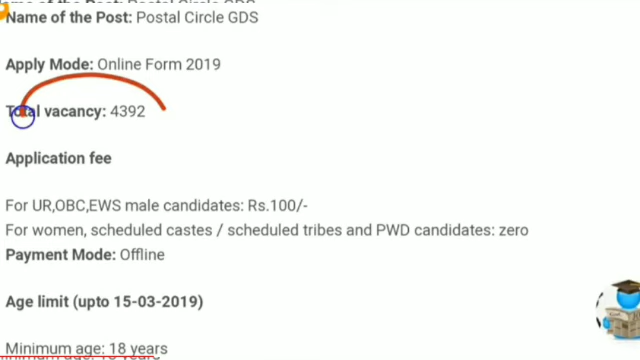 Name of the Post: Postal Circle GDS
Apply Mode: Online Form 2019
Total vacancy: 4392
Application fee
For UR,OBC,EWS male candidates: Rs.100/-
For women, scheduled castes / scheduled tribes and PWD candidates: zero
Payment Mode: Offline
Age limit (upto 15-03-2019)
Minimum age: 18 years